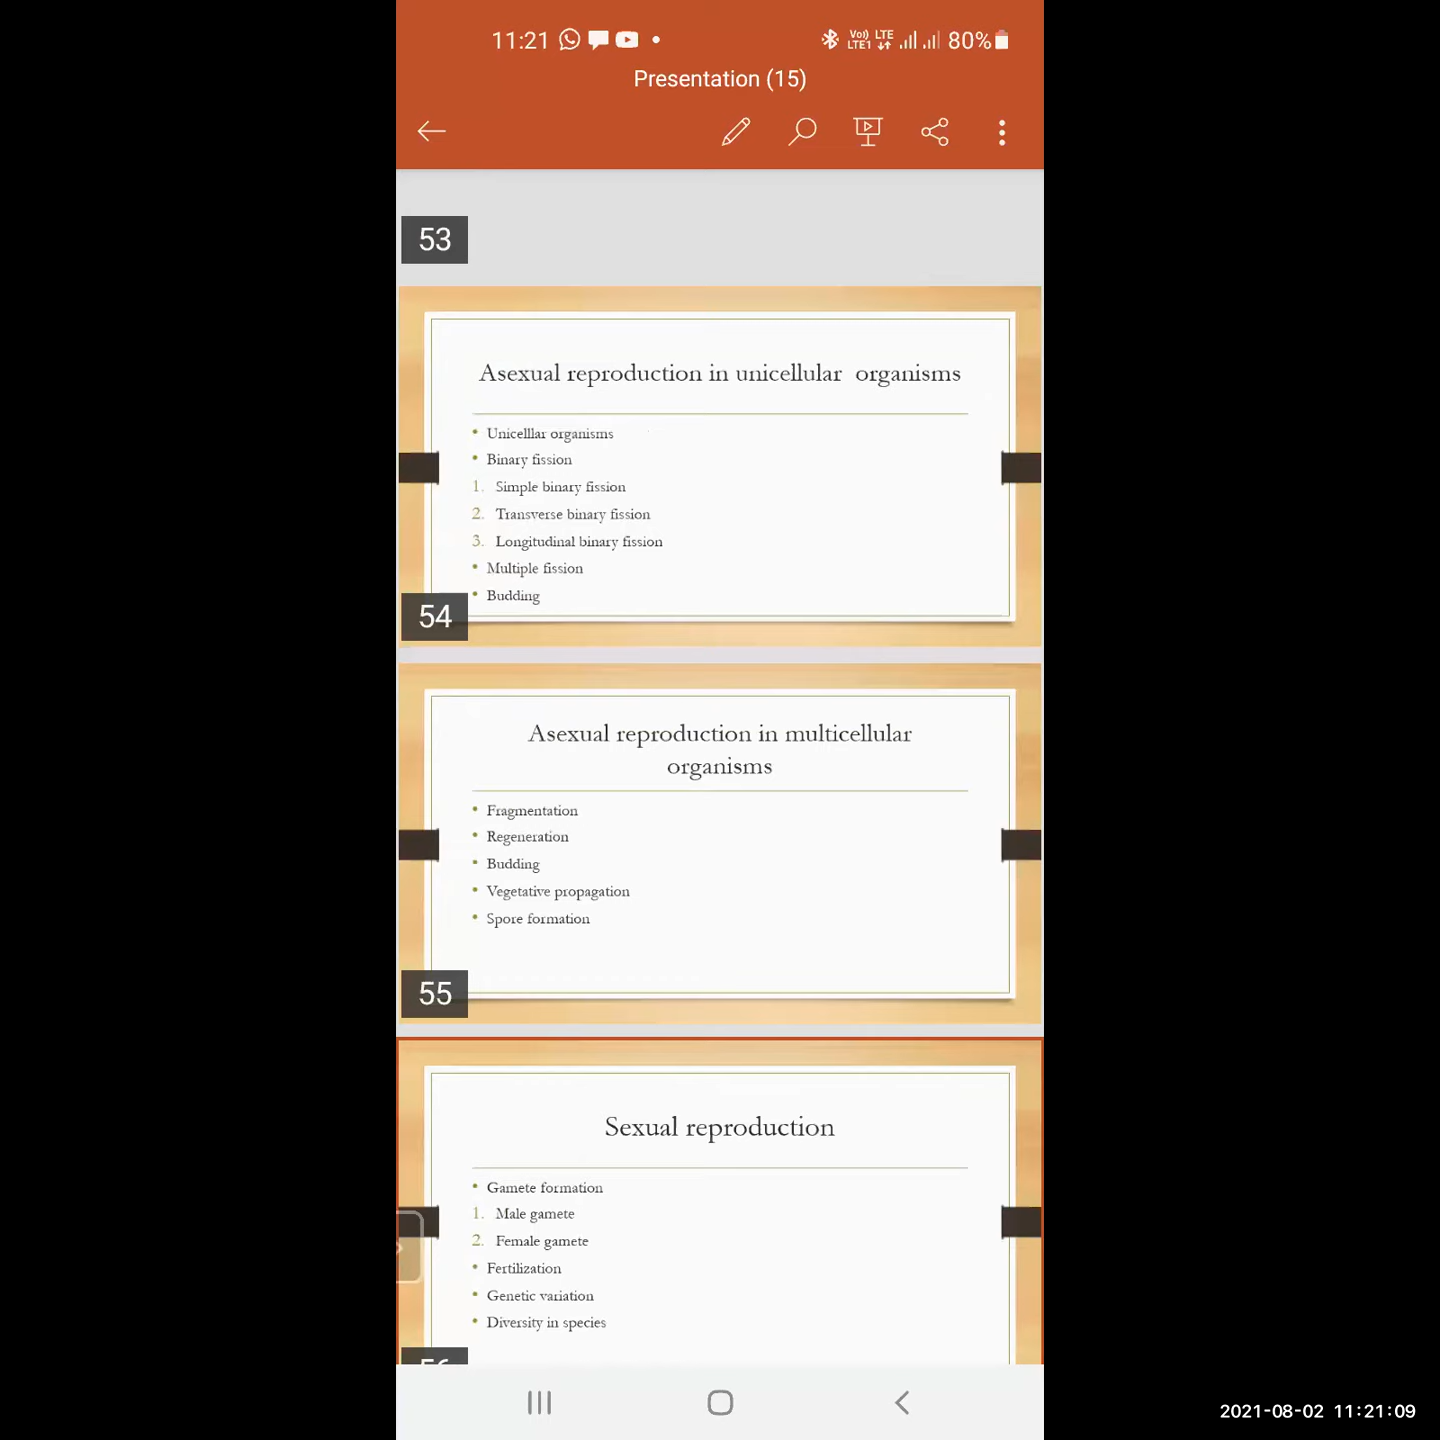 11:21 80%
Presentation (15)
53
Asexual reproduction in unicellular organisms
• Unicelllar organisms
• Binary fission
1. Simple binary fission
2. Transverse binary fission
3. Longitudinal binary fission
• Multiple fission
• Budding
54
Asexual reproduction in multicellular
organisms
• Fragmentation
• Regeneration
• Budding
• Vegetative propagation
• Spore formation
55
Sexual reproduction
• Gamete formation
1. Male gamete
2. Female gamete
• Fertilization
• Genetic variation
• Diversity in species
2021-08-02 11:21:09